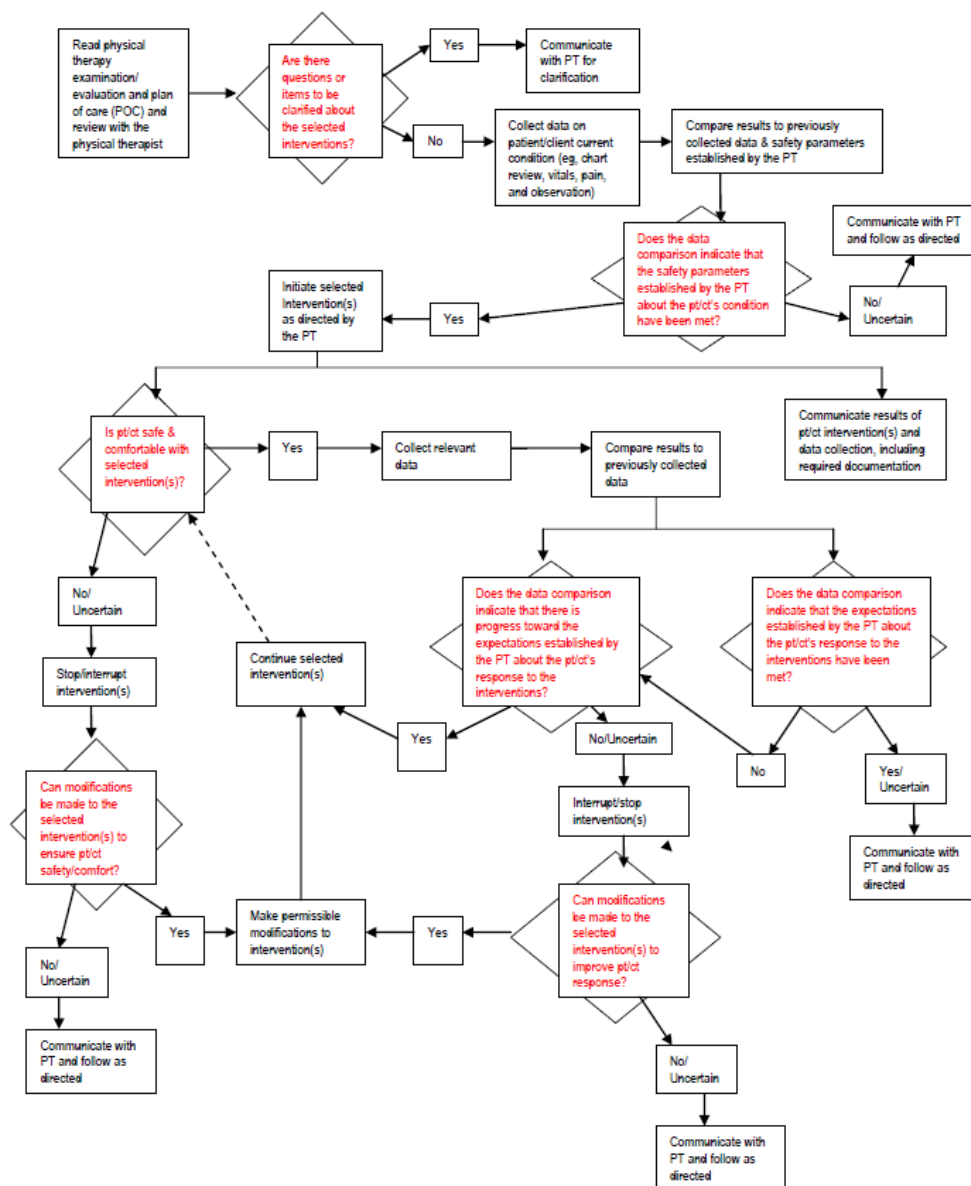 Read physical
therapy
examination/
evaluation and plan
of care (POC) and
review with the
physical therapist
Are there
questions or
items to be
clarified about
the selected
interventions?
Yes
Communicate
with PT for
clarification
No
Collect data on
patient/client current
condition (eg, chart
review, vitals, pain,
and observation)
Compare results to previously
collected data & safety parameters
established by the PT
Does the data
comparison
indicate that
the safety
parameters
established by the PT
about the pt/ct's
condition
have been met?
Communicate with PT
and follow as directed
No/
Uncertain
Yes
Initiate selected
Intervention(s)
as directed by
the PT
Is pt/ct safe &
comfortable with
selected
intervention(s)?
Yes
Collect relevant
data
Compare results to
previously collected
data
Communicate results of
pt/ct intervention(s) and
data collection, including
required documentation
No/
Uncertain
Stop/interrupt
intervention(s)
Continue selected
intervention(s)
Does the data comparison
indicate that there is
progress toward the
expectations established by
the PT about the pt/ct's
response to the
interventions?
Does the data comparison
indicate that the expectations
established by the PT about
the pt/ct's response to the
interventions have been
met?
Yes
No/Uncertain
No
Yes/
Uncertain
Can modifications
be made to the
selected
intervention(s) to
ensure pt/ct
safety/comfort?
Interrupt/stop
intervention(s)
Communicate with
PT and follow as
directed
Yes
Make permissible
modifications to
intervention(s)
Yes
Can modifications
be made to the
selected
intervention(s) to
improve pt/ct
response?
No/
Uncertain
Communicate with
PT and follow as
directed
No/
Uncertain
Communicate with
PT and follow as
directed